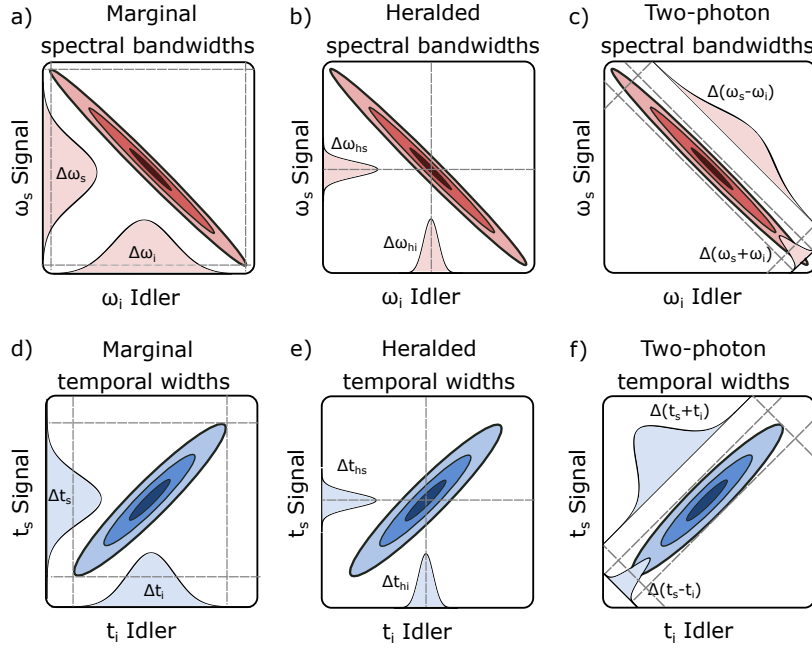 a) Marginal
spectral bandwidths
ωs Signal
Δωs
Δωi
ωi Idler
b) Heralded
spectral bandwidths
ωs Signal
Δωhs
Δωhi
ωi Idler
c) Two-photon
spectral bandwidths
ωs Signal
Δ(ωs-ωi)
Δ(ωs+ωi)
ωi Idler
d) Marginal
temporal widths
ts Signal
Δts
Δti
ti Idler
e) Heralded
temporal widths
ts Signal
Δths
Δthi
ti Idler
f) Two-photon
temporal widths
ts Signal
Δ(ts+ti)
Δ(ts-ti)
ti Idler